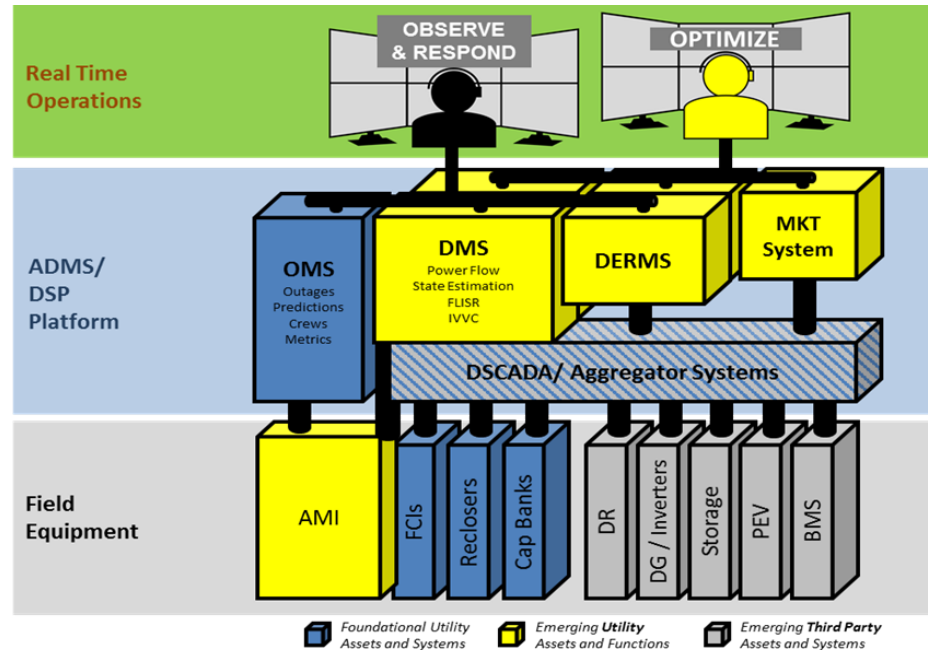 OBSERVE
& RESPOND
OPTIMIZE
Real Time
Operations
ADMS/
DSP
Platform
OMS
Outages
Predictions
Crews
Metrics
DMS
Power Flow
State Estimation
FLISR
IVVC
DERMS
MKT
System
DSCADA/ Aggregator Systems
Field
Equipment
AMI
FCIs
Reclosers
Cap Banks
DR
DG / Inverters
Storage
PEV
BMS
Foundational Utility
Assets and Systems
Emerging Utility
Assets and Functions
Emerging Third Party
Assets and Systems